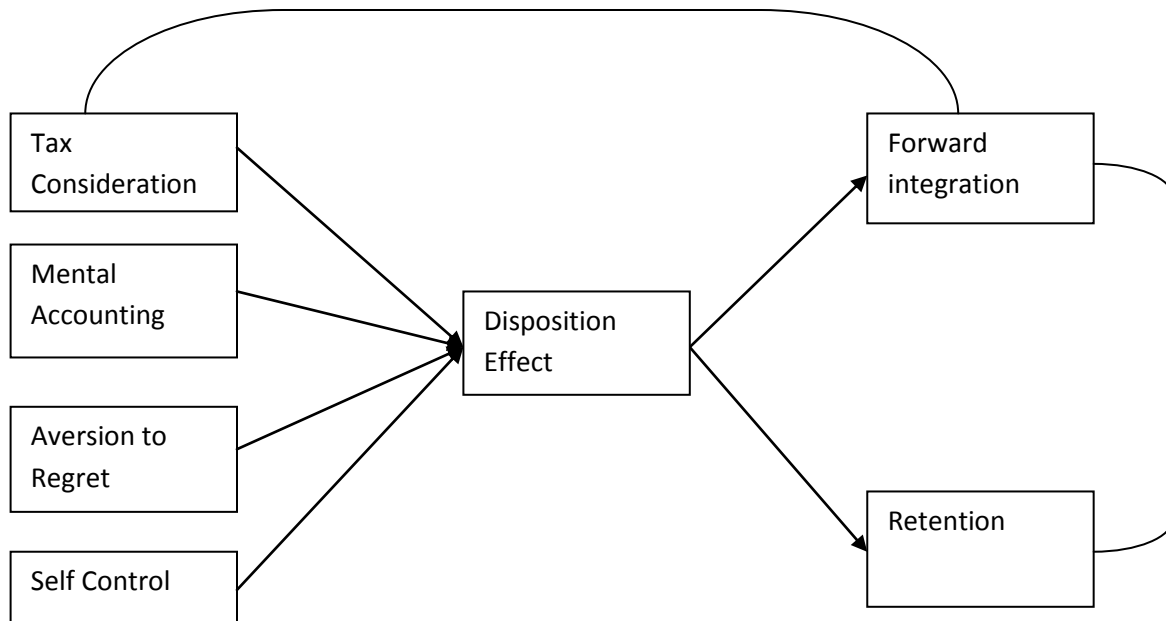 Tax
Consideration
Mental
Accounting
Aversion to
Regret
Self Control
Disposition
Effect
Forward
integration
Retention